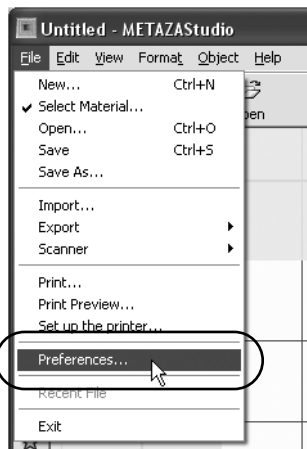 Untitled - METAZAStudio
File Edit View Format Object Help
New... Ctrl+N
Select Material...
Open... Ctrl+O
Save Ctrl+S
Save As...
Import...
Export
Scanner
Print...
Print Preview...
Set up the printer...
Preferences...
Recent File
Exit